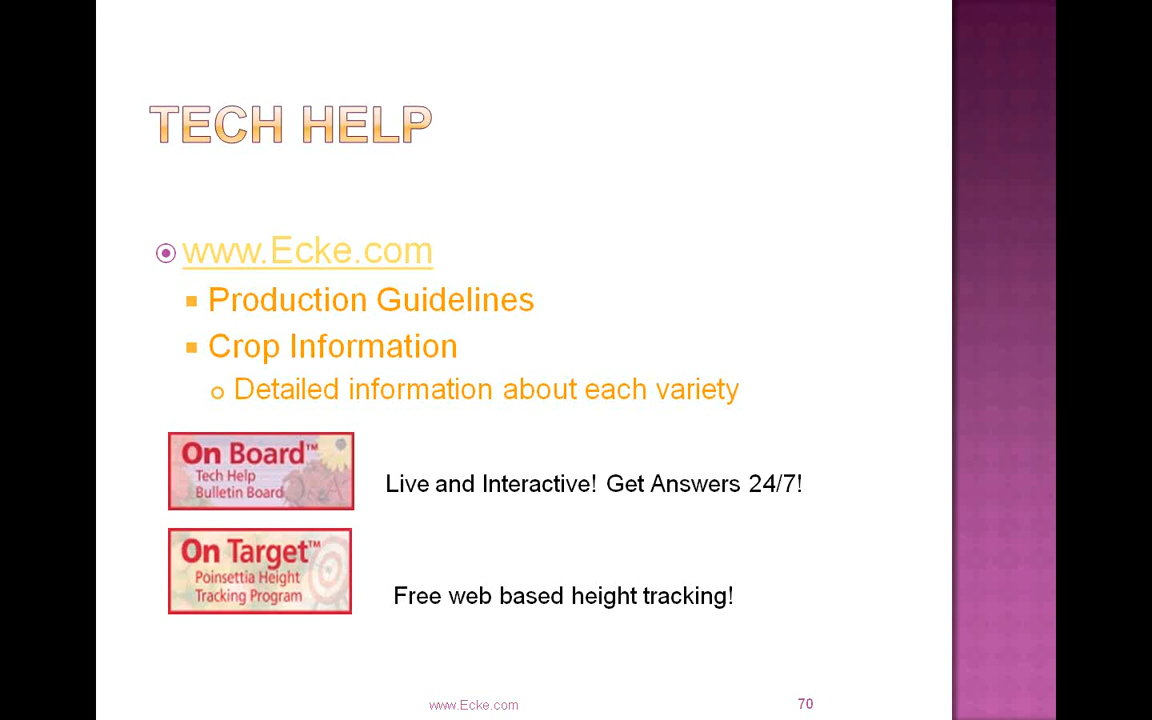 TECH HELP
www.Ecke.com
Production Guidelines
Crop Information
Detailed information about each variety
On Board™
Tech Help
Bulletin Board
Live and Interactive! Get Answers 24/7!
On Target™
Poinsettia Height
Tracking Program
Free web based height tracking!
www.Ecke.com
70